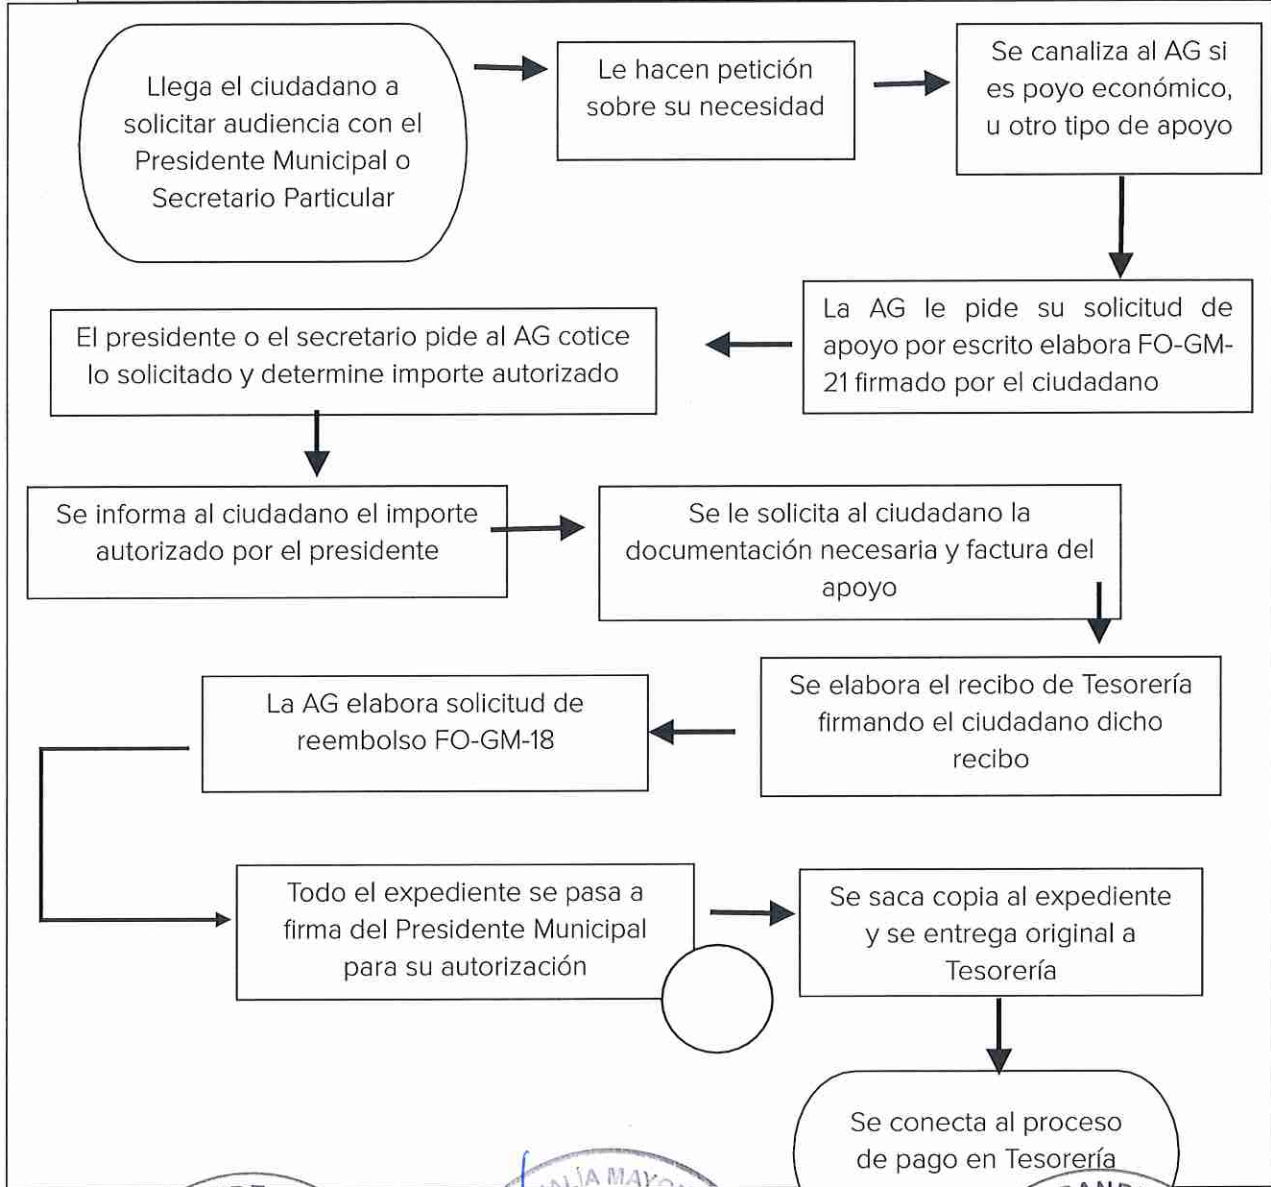 Llega el ciudadano a
solicitar audiencia con el
Presidente Municipal o
Secretario Particular
Le hacen petición
sobre su necesidad
Se canaliza al AG si
es poyo económico,
u otro tipo de apoyo
La AG le pide su solicitud de
apoyo por escrito elabora FO-GM-
21 firmado por el ciudadano
El presidente o el secretario pide al AG cotice
lo solicitado y determine importe autorizado
Se informa al ciudadano el importe
autorizado por el presidente
Se le solicita al ciudadano la
documentación necesaria y factura del
apoyo
Se elabora el recibo de Tesorería
firmando el ciudadano dicho
recibo
La AG elabora solicitud de
reembolso FO-GM-18
Todo el expediente se pasa a
firma del Presidente Municipal
para su autorización
Se saca copia al expediente
y se entrega original a
Tesorería
Se conecta al proceso
de pago en Tesorería